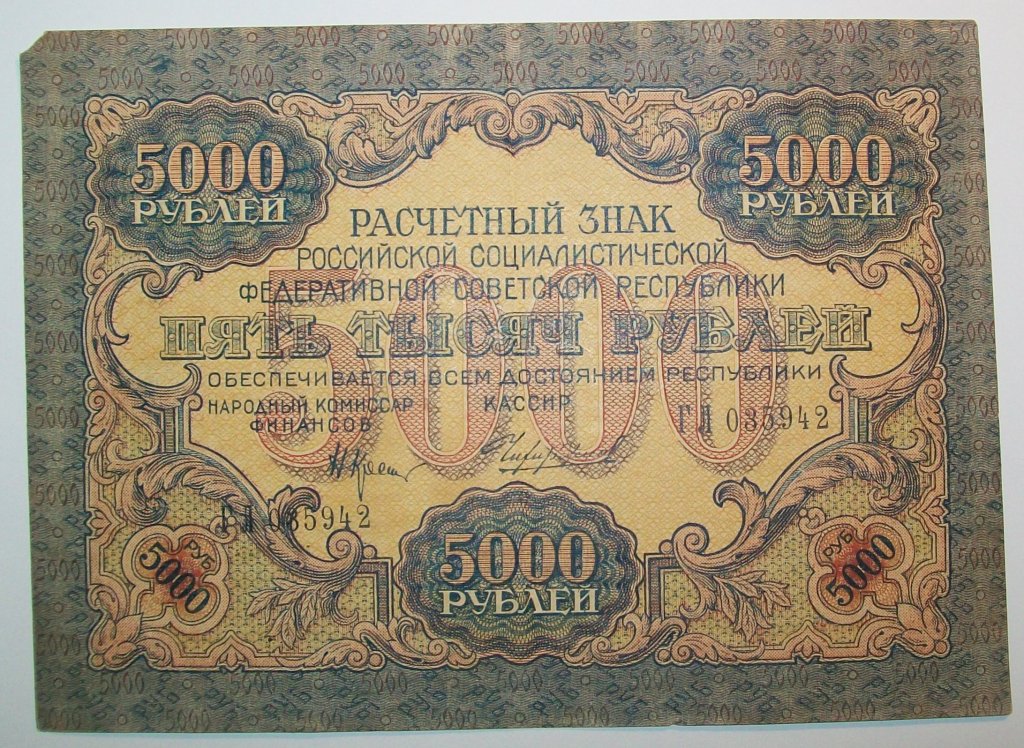 5000
РУБЛЕЙ
5000
РУБЛЕЙ
РАСЧЕТНЫЙ ЗНАК
РОССИЙСКОЙ СОЦИАЛИСТИЧЕСКОЙ
ФЕДЕРАТИВНОЙ СОВЕТСКОЙ РЕСПУБЛИКИ
5000
ПЯТЬ ТЫСЯЧ РУБЛЕЙ
ОБЕСПЕЧИВАЕТСЯ ВСЕМ ДОСТОЯНИЕМ РЕСПУБЛИКИ
НАРОДНЫЙ КОМИССАР
ФИНАНСОВ
КАССИР
ГЛ 035942
ГЛ 035942
РУБ
5000
5000
РУБЛЕЙ
РУБ
5000